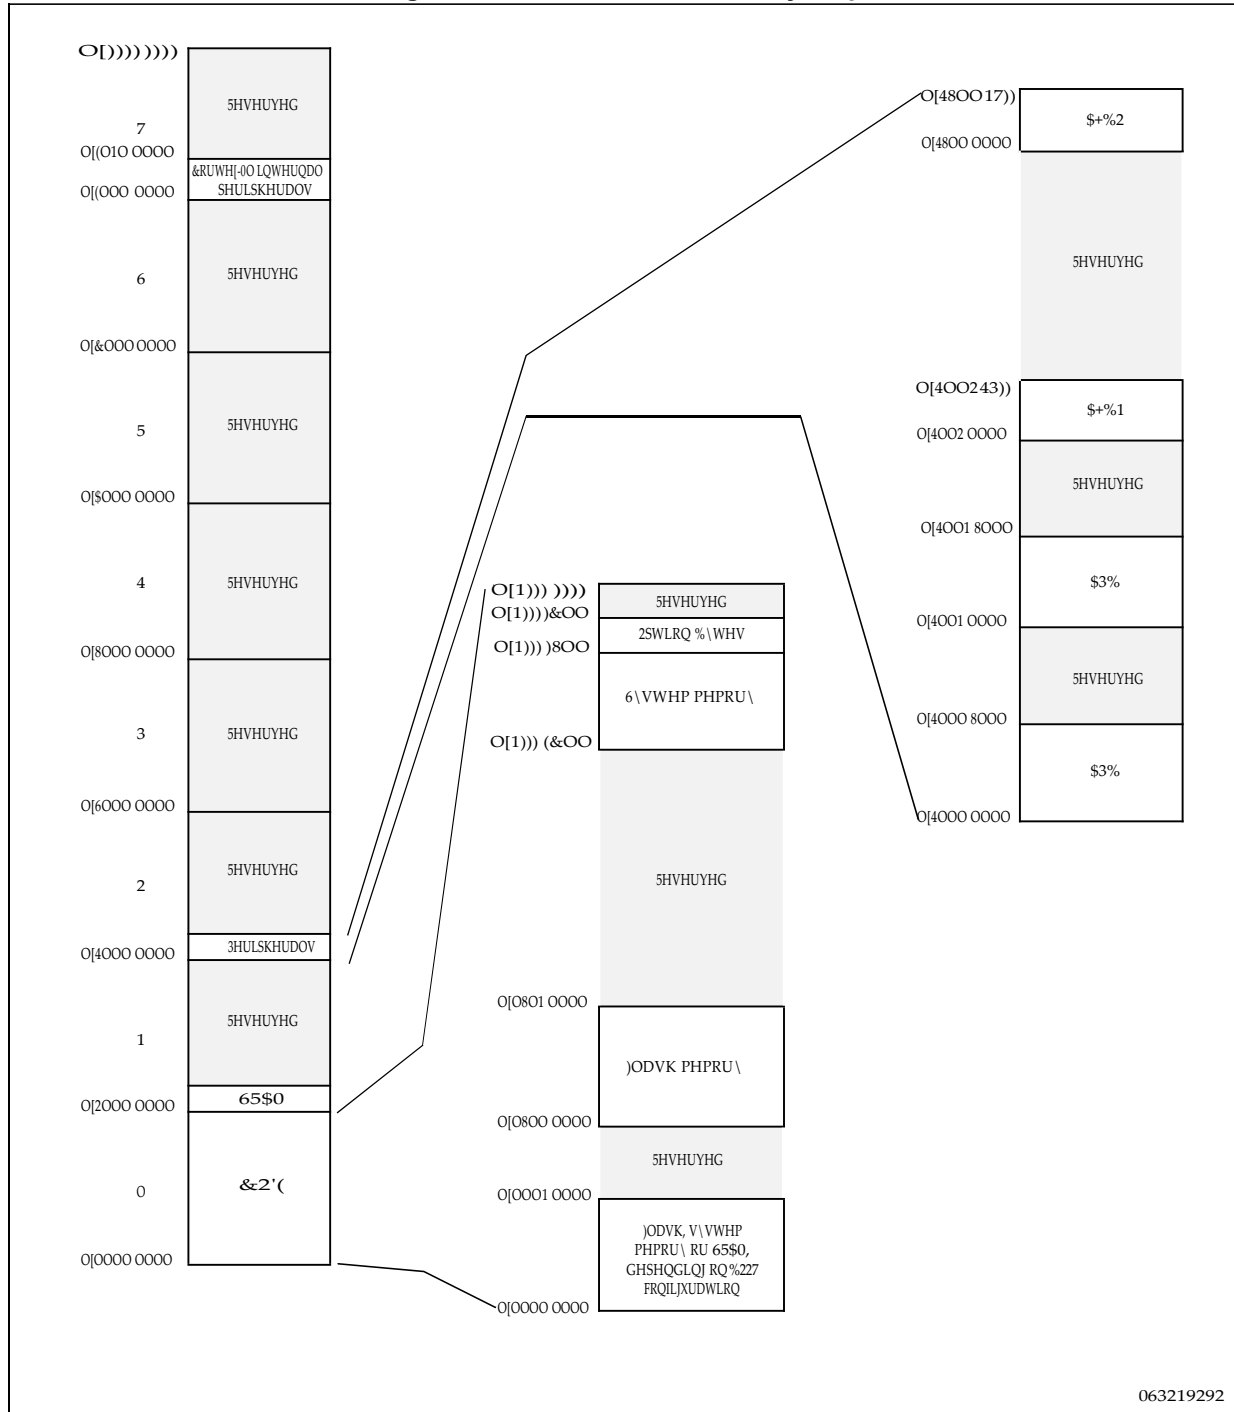 O[))))))))
5HVHUYHG
7
O[(O1O OOOO
&RUWH[-0O LQWHUQDO
SHULSKHUDOV
O[(OOO OOOO
6
5HVHUYHG
O[&OOO OOOO
5
5HVHUYHG
O[$OOO OOOO
4
5HVHUYHG
O[8OOO OOOO
3
5HVHUYHG
O[6OOO OOOO
2
5HVHUYHG
O[4OOO OOOO
3HULSKHUDOV
1
5HVHUYHG
O[2OOO OOOO
65$0
0
&2'(
O[OOOO OOOO
O[1))) ))))
5HVHUYHG
O[1))))&OO
2SWLRQ %\WHV
O[1))) )8OO
6\VWHP PHPRU\
O[1))) (&OO
5HVHUYHG
O[O8O1 OOOO
)ODVK PHPRU\
O[O8OO OOOO
5HVHUYHG
O[OOO1 OOOO
)ODVK, V\VWHP
PHPRU\ RU 65$0,
GHSHQGLQJ RQ %227
FRQILJXUDWLRQ
O[OOOO OOOO
O[48OO17))
$+%2
O[48OO OOOO
5HVHUYHG
O[4OO243))
$+%1
O[4OO2 OOOO
5HVHUYHG
O[4OO1 8OOO
$3%
O[4OO1 OOOO
5HVHUYHG
O[4OOO 8OOO
$3%
O[4OOO OOOO
063219292